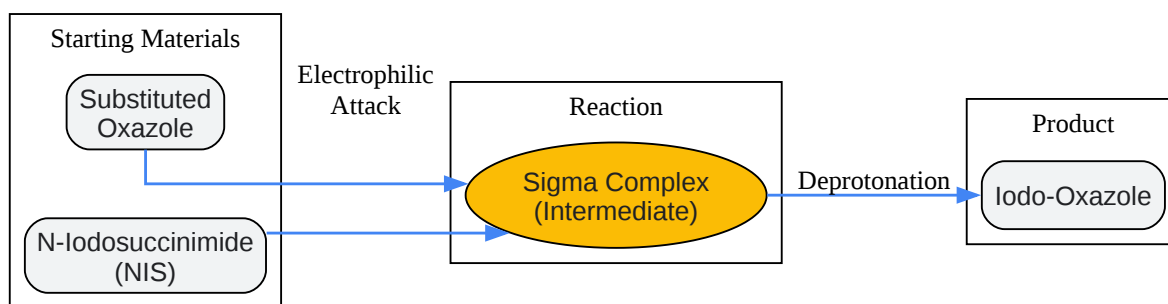 Starting Materials
Substituted
Oxazole
N-Iodosuccinimide
(NIS)
Electrophilic
Attack
Reaction
Sigma Complex
(Intermediate)
Deprotonation
Product
Iodo-Oxazole